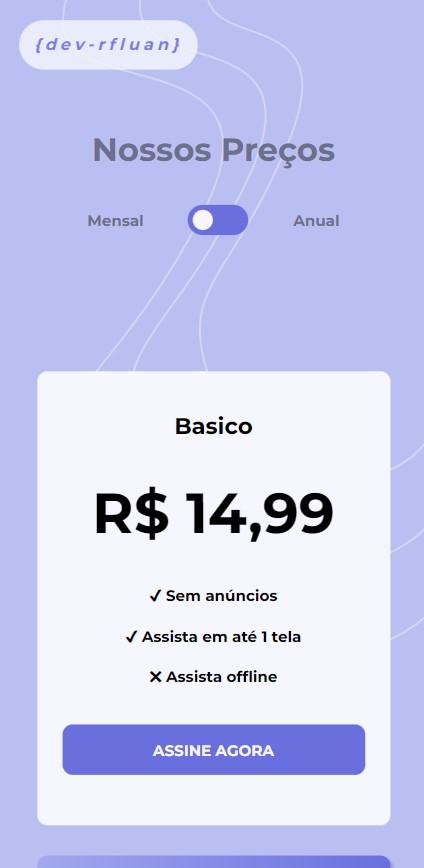 {dev-rfluan}
Nossos Preços
Mensal Anual
Basico
R$ 14,99
✔ Sem anúncios
✔ Assista em até 1 tela
✕ Assista offline
ASSINE AGORA